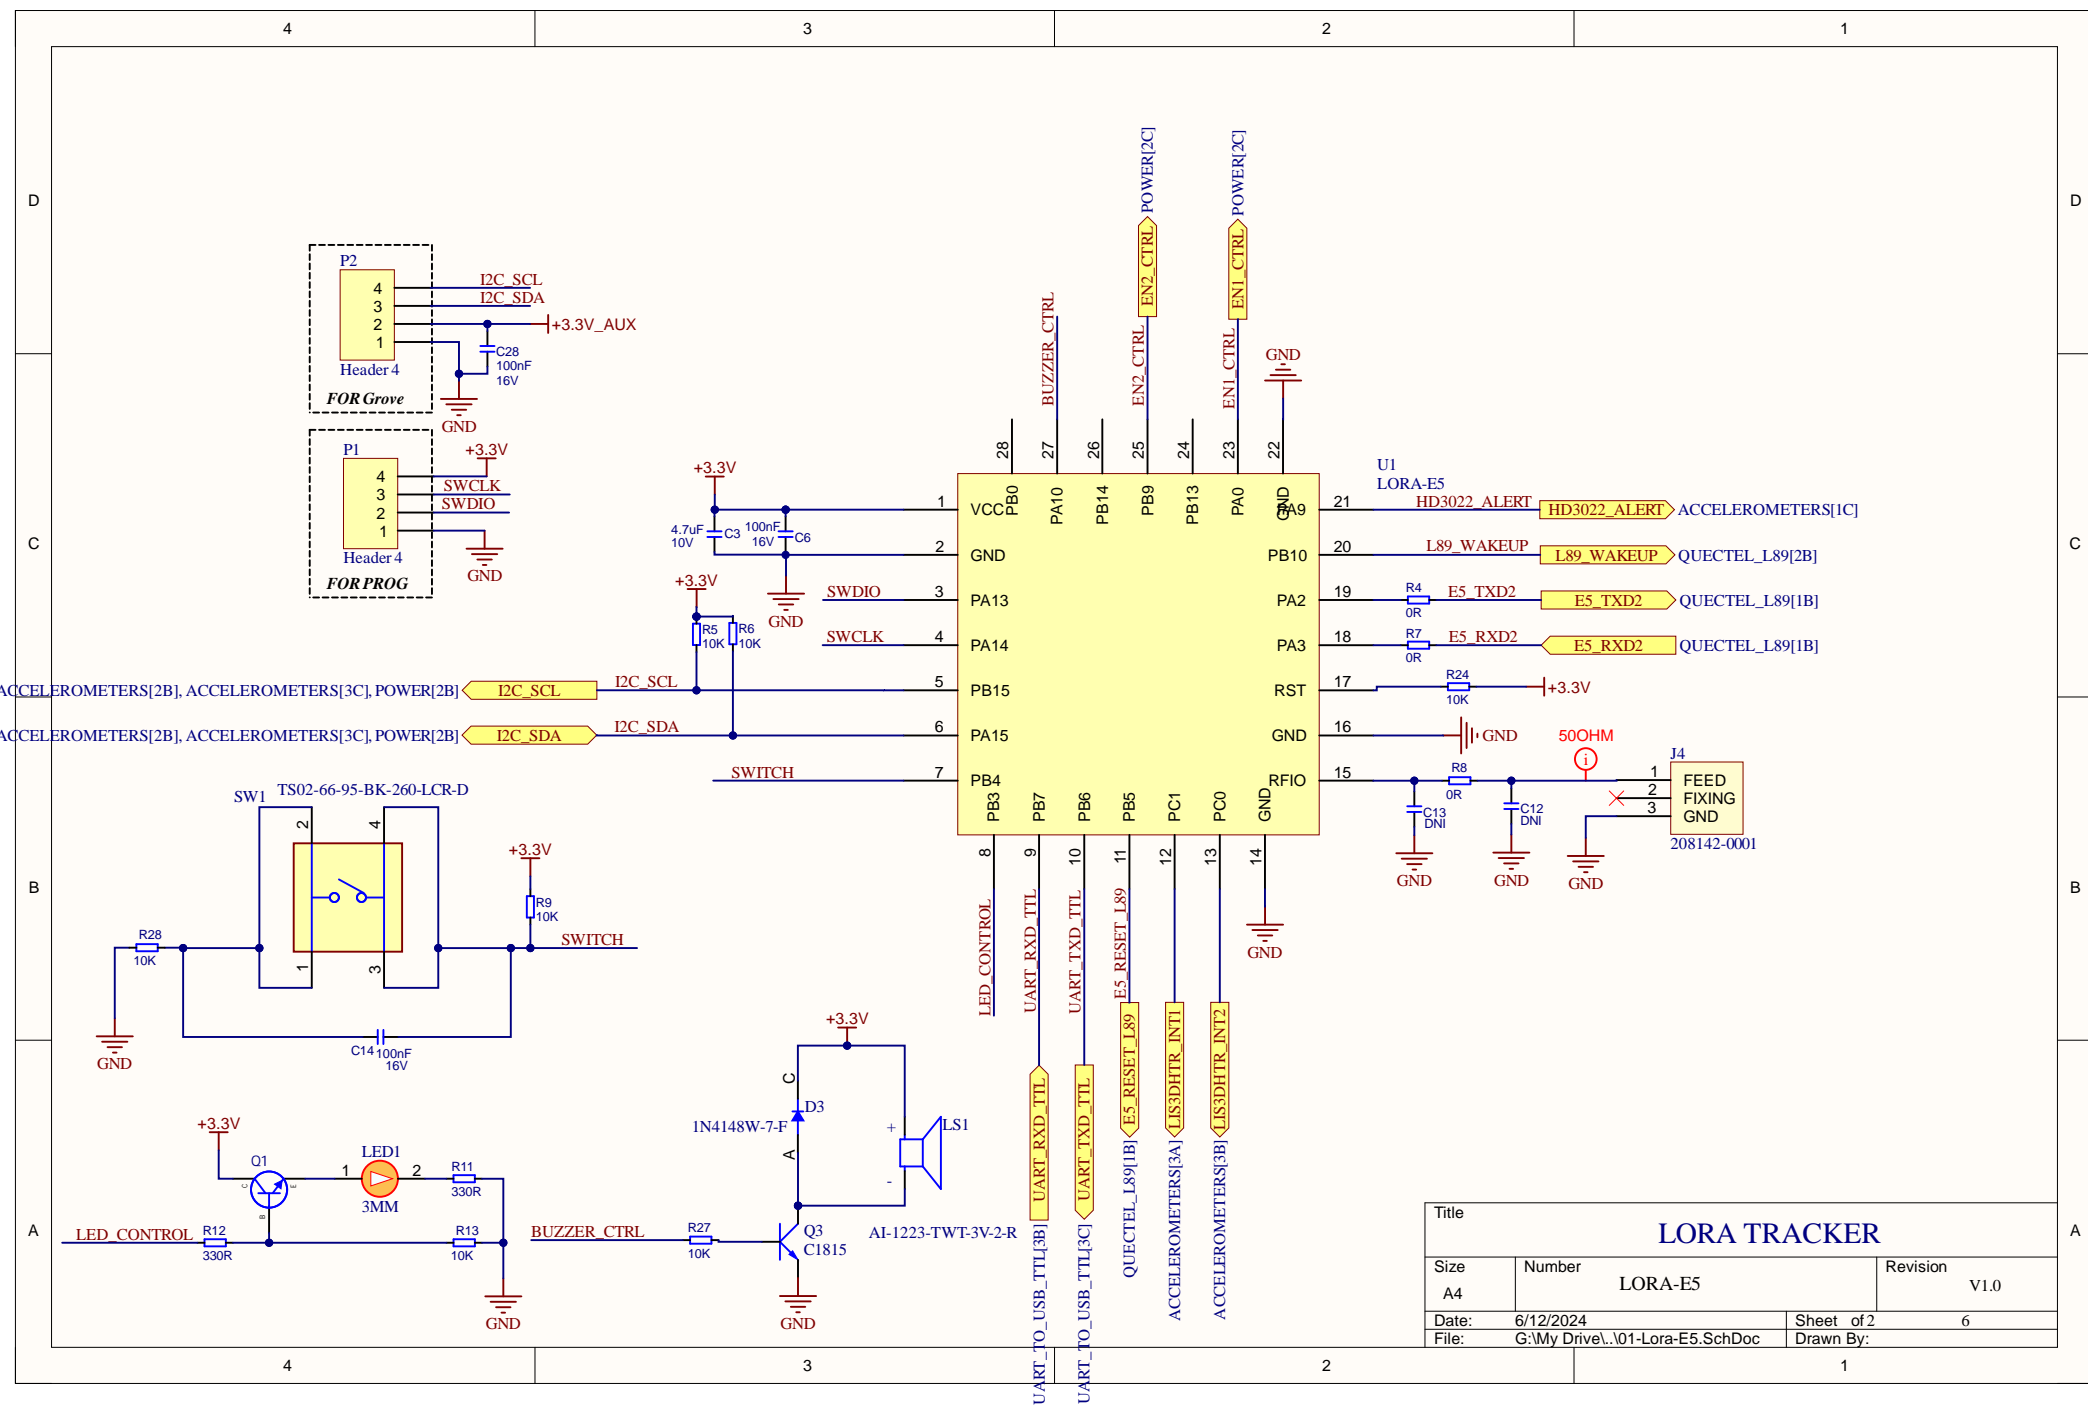 4
3
2
1
D
D
C
C
B
B
A
A
4
3
2
1
P2
4
3
2
1
Header 4
FOR Grove
I2C_SCL
I2C_SDA
+3.3V_AUX
C28
100nF
16V
GND
P1
4
3
2
1
Header 4
FOR PROG
+3.3V
SWCLK
SWDIO
GND
+3.3V
4.7uF
10V
C3
100nF
16V
C6
GND
+3.3V
R5
10K
R6
10K
SWDIO
SWCLK
ACCELEROMETERS[2B], ACCELEROMETERS[3C], POWER[2B]
I2C_SCL
I2C_SCL
ACCELEROMETERS[2B], ACCELEROMETERS[3C], POWER[2B]
I2C_SDA
I2C_SDA
SWITCH
BUZZER_CTRL
EN2_CTRL
EN2_CTRL
POWER[2C]
EN1_CTRL
EN1_CTRL
POWER[2C]
GND
28
27
26
25
24
23
22
PB0
PA10
PB14
PB9
PB13
PA0
GND
U1
LORA-E5
1
VCC
2
GND
3
PA13
4
PA14
5
PB15
6
PA15
7
PB4
PA9
21
PB10
20
PA2
19
PA3
18
RST
17
GND
16
RFIO
15
PB3
PB7
PB6
PB5
PC1
PC0
GND
8
9
10
11
12
13
14
HD3022_ALERT
HD3022_ALERT
ACCELEROMETERS[1C]
L89_WAKEUP
L89_WAKEUP
QUECTEL_L89[2B]
R4
0R
E5_TXD2
E5_TXD2
QUECTEL_L89[1B]
R7
0R
E5_RXD2
E5_RXD2
QUECTEL_L89[1B]
R24
10K
+3.3V
GND
50OHM
i
R8
0R
C13
DNI
C12
DNI
GND
GND
GND
J4
1
FEED
2
FIXING
3
GND
208142-0001
LED_CONTROL
UART_RXD_TTL
UART_RXD_TTL
UART_TO_USB_TTL[3B]
UART_TXD_TTL
UART_TXD_TTL
UART_TO_USB_TTL[3C]
E5_RESET_L89
E5_RESET_L89
QUECTEL_L89[1B]
LIS3DHTR_INT1
ACCELEROMETERS[3A]
LIS3DHTR_INT2
ACCELEROMETERS[3B]
GND
SW1
TS02-66-95-BK-260-LCR-D
2
4
1
3
+3.3V
R9
10K
SWITCH
R28
10K
GND
C14
100nF
16V
+3.3V
Q1
C
E
B
LED1
1
2
3MM
R11
330R
LED_CONTROL
R12
330R
R13
10K
GND
+3.3V
C
D3
1N4148W-7-F
A
+
-
LS1
AI-1223-TWT-3V-2-R
BUZZER_CTRL
R27
10K
Q3
C1815
GND
Title
LORA TRACKER
Size
A4
Number
LORA-E5
Revision
V1.0
Date:
6/12/2024
Sheet of 2
6
File:
G:\My Drive\..\01-Lora-E5.SchDoc
Drawn By: